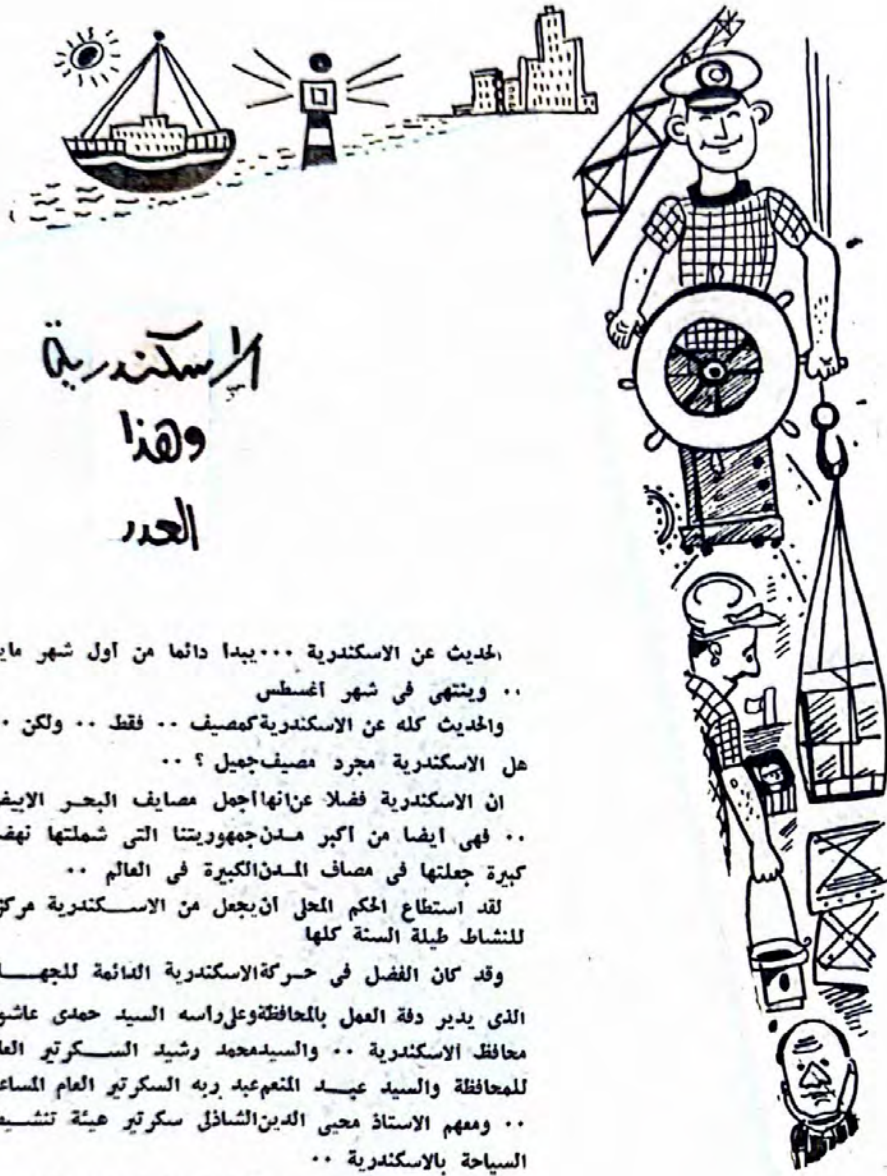 الاسكندرية
وهذا
العدد
الحديث عن الاسكندرية ... يبدا دائما من اول شهر مايو
.. وينتهى فى شهر اغسطس
والحديث كله عن الاسكندرية كمصيف .. فقط .. ولكن ..
هل الاسكندرية مجرد مصيف جميل ؟ ..
ان الاسكندرية فضلا عن انها اجمل مصايف البحر الابيض
.. فهى ايضا من اكبر مدن جمهوريتنا التى شملتها نهضة
كبيرة جعلتها فى مصاف المدن الكبيرة فى العالم ..
لقد استطاع الحكم المحلى أن يجعل من الاسكندرية مركزا
للنشاط طيلة السنة كلها
وقد كان الفضل فى حركة الاسكندرية الدائمة للجهاز
الذى يدير دفة العمل بالمحافظة وعلى راسه السيد حمدى عاشور
محافظ الاسكندرية .. والسيد محمد رشيد السكرتير العام
للمحافظة والسيد عبد المنعم عبد ربه السكرتير العام المساعد
.. ومعهم الاستاذ محيى الدين الشاذلى سكرتير هيئة تنشيط
السياحة بالاسكندرية ..